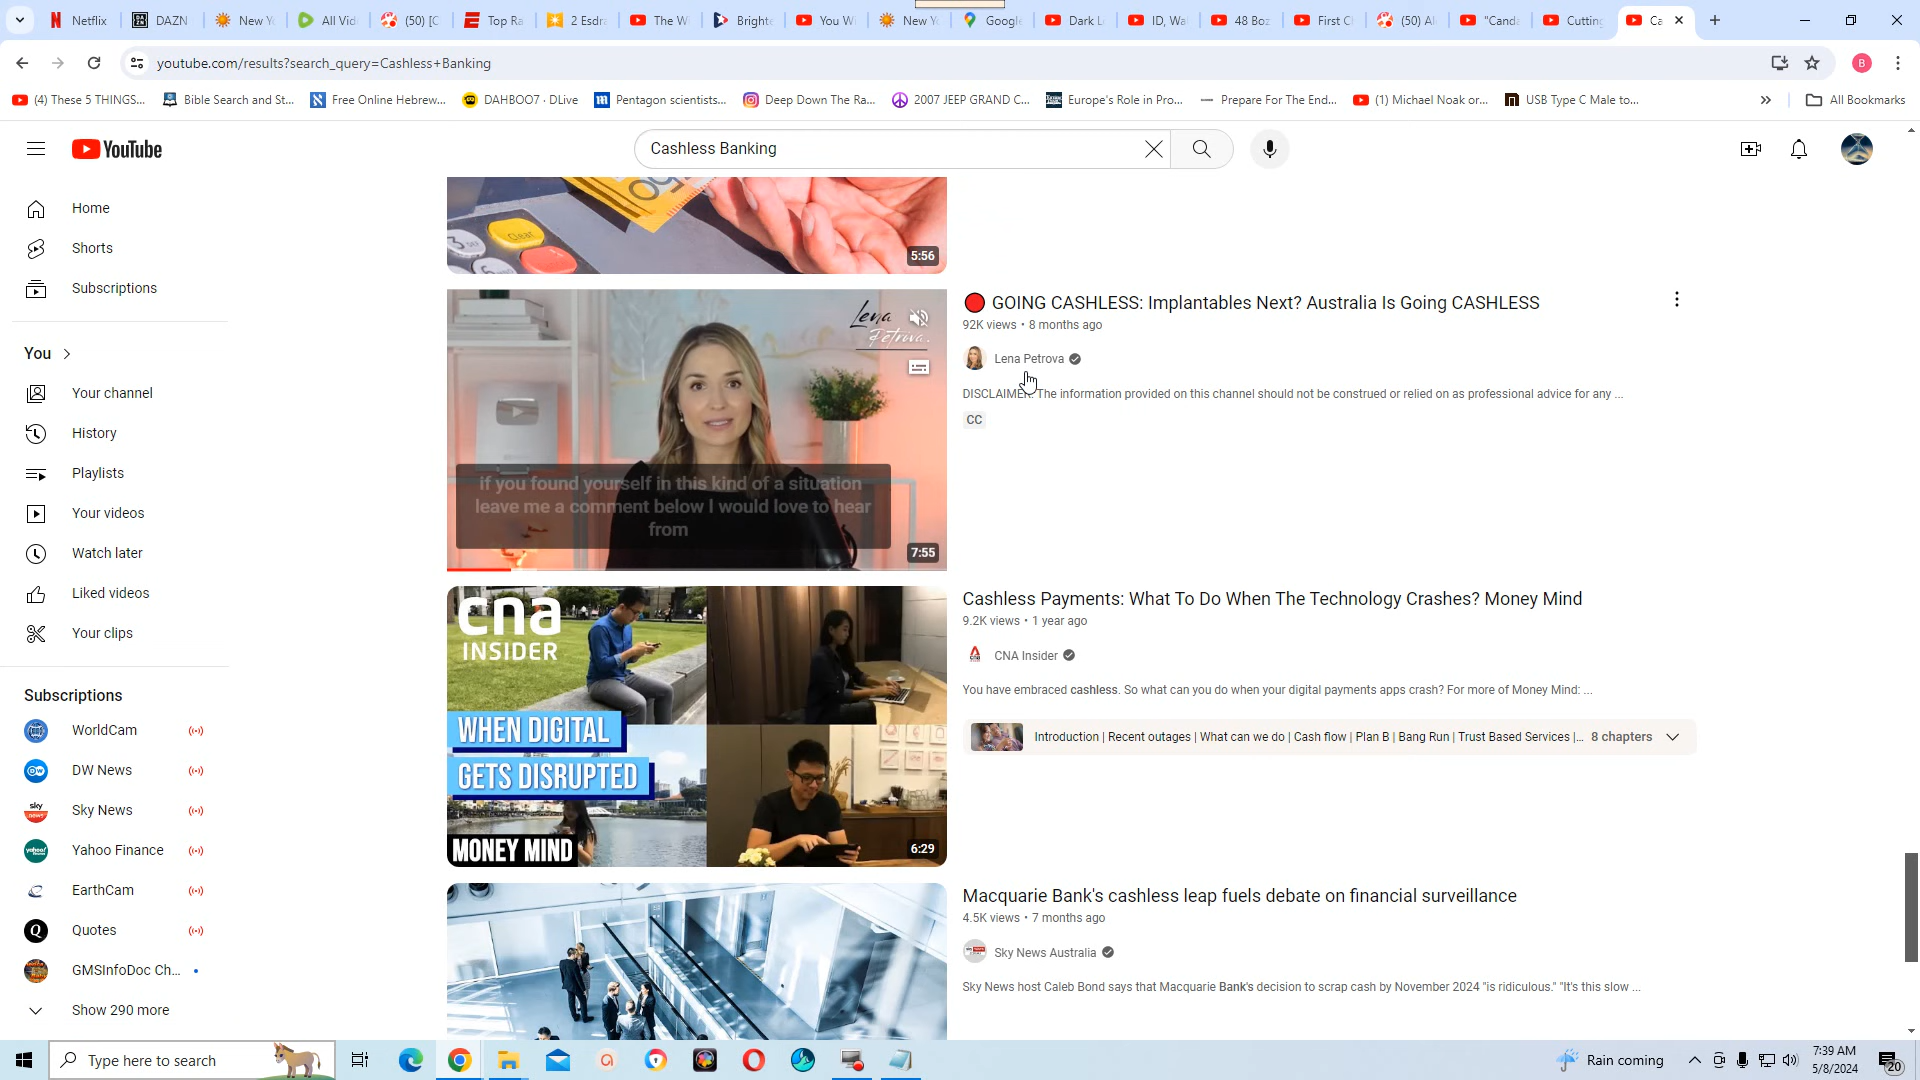 Netflix
DAZN
New Y
All Vid
(50) [C
Top Ra
2 Esdra
The W
Brighte
You Wi
New Y
Google
Dark L
ID, Wal
48 Boz
First Cl
(50) Al
"Canda
Cutting
Ca
youtube.com/results?search_query=Cashless+Banking
B
(4) These 5 THINGS...
Bible Search and St...
Free Online Hebrew...
DAHBOO7 · DLive
Pentagon scientists...
Deep Down The Ra...
2007 JEEP GRAND C...
Europe's Role in Pro...
Prepare For The End...
(1) Michael Noak or...
USB Type C Male to...
All Bookmarks
YouTube
Cashless Banking
Home
Shorts
Subscriptions
You
Your channel
History
Playlists
Your videos
Watch later
Liked videos
Your clips
Subscriptions
WorldCam
DW News
Sky News
Yahoo Finance
EarthCam
Quotes
GMSInfoDoc Ch...
Show 290 more
50
Clear
5:56
Lena
Petrova.
if you found yourself in this kind of a situation
leave me a comment below I would love to hear
from
7:55
GOING CASHLESS: Implantables Next? Australia Is Going CASHLESS
92K views • 8 months ago
Lena Petrova
DISCLAIMER: The information provided on this channel should not be construed or relied on as professional advice for any ...
CC
cna
INSIDER
WHEN DIGITAL
GETS DISRUPTED
MONEY MIND
6:29
Cashless Payments: What To Do When The Technology Crashes? Money Mind
9.2K views • 1 year ago
CNA Insider
You have embraced cashless. So what can you do when your digital payments apps crash? For more of Money Mind: ...
Introduction | Recent outages | What can we do | Cash flow | Plan B | Bang Run | Trust Based Services |... 8 chapters
Macquarie Bank's cashless leap fuels debate on financial surveillance
4.5K views • 7 months ago
Sky News Australia
Sky News host Caleb Bond says that Macquarie Bank's decision to scrap cash by November 2024 "is ridiculous." "It's this slow ...
Type here to search
Rain coming
7:39 AM
5/8/2024
20